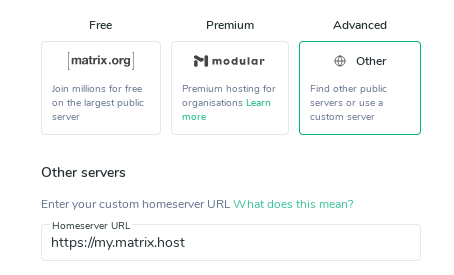 Free
Premium
Advanced
[matrix.org]
modular
Other
Join millions for free
on the largest public
server
Premium hosting for
organisations Learn
more
Find other public
servers or use a
custom server
Other servers
Enter your custom homeserver URL What does this mean?
Homeserver URL
https://my.matrix.host